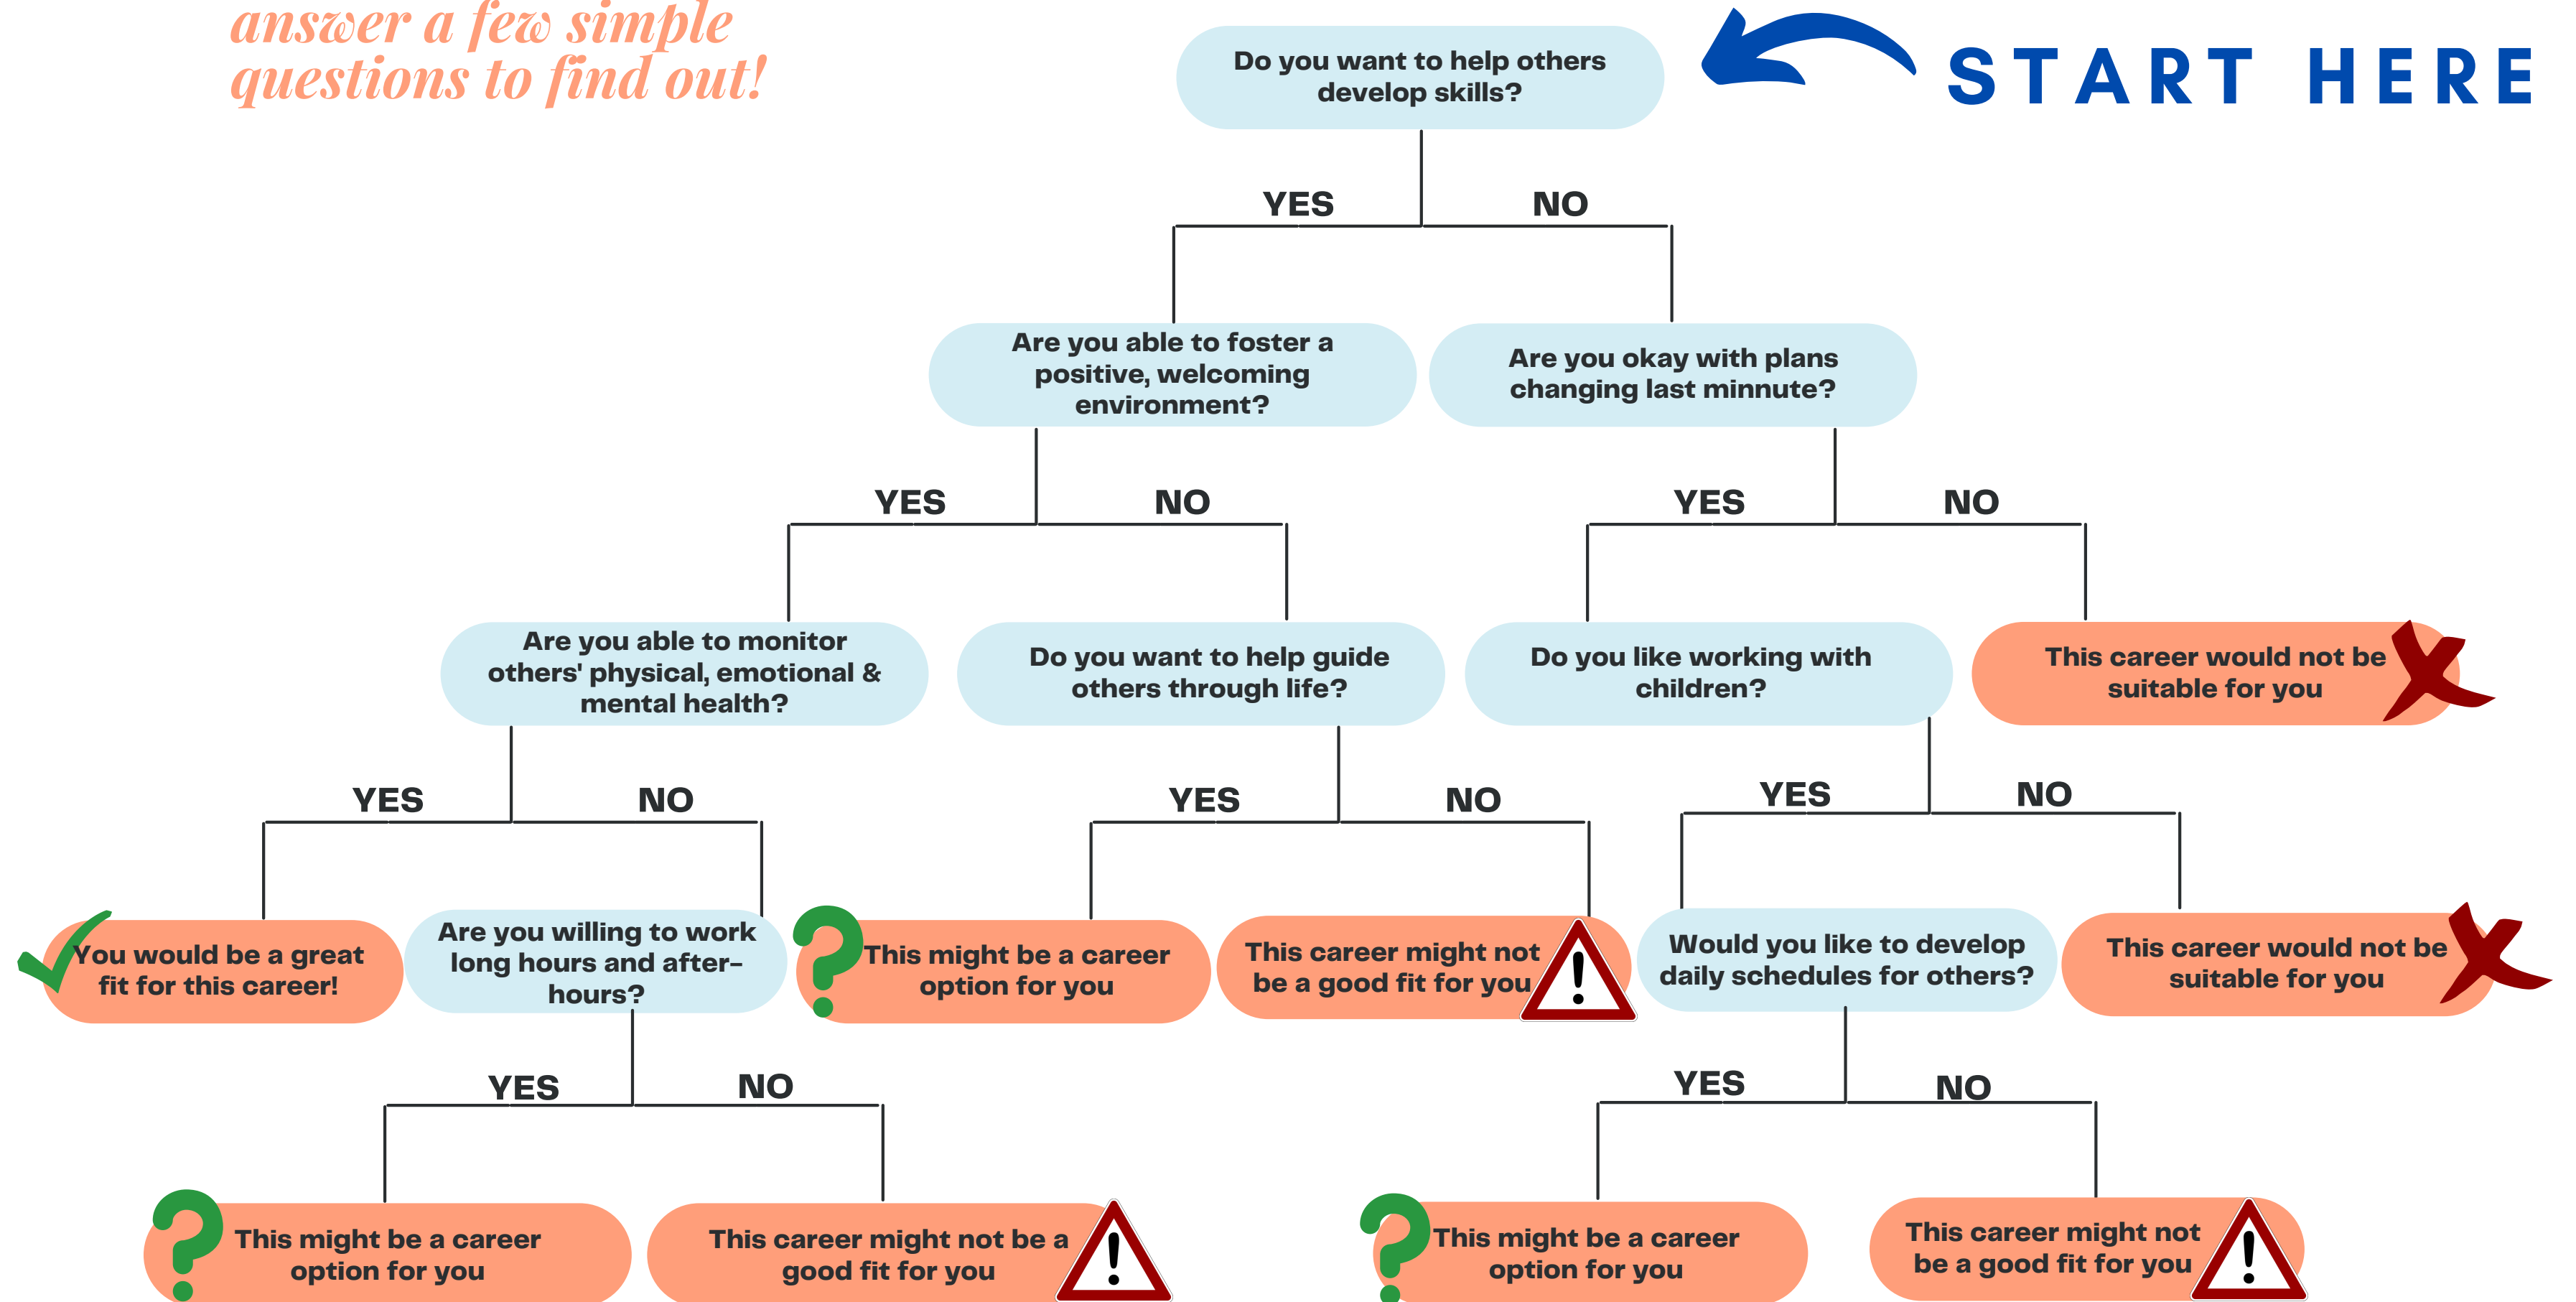 answer a few simple
questions to find out!
START HERE
Do you want to help others
develop skills?
YES
NO
Are you able to foster a
positive, welcoming
environment?
Are you okay with plans
changing last minnute?
YES
NO
YES
NO
Are you able to monitor
others' physical, emotional &
mental health?
Do you want to help guide
others through life?
Do you like working with
children?
This career would not be
suitable for you
YES
NO
YES
NO
YES
NO
You would be a great
fit for this career!
Are you willing to work
long hours and after-
hours?
This might be a career
option for you
This career might not
be a good fit for you
Would you like to develop
daily schedules for others?
This career would not be
suitable for you
YES
NO
YES
NO
This might be a career
option for you
This career might not be a
good fit for you
This might be a career
option for you
This career might not
be a good fit for you